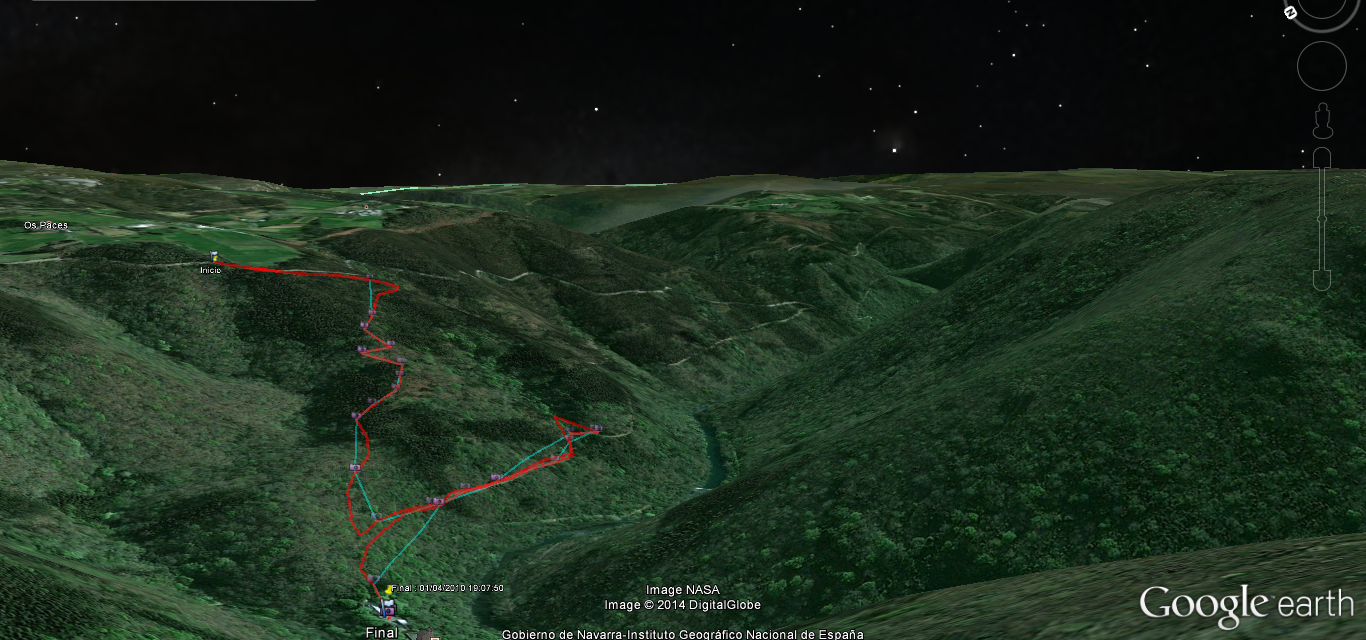 N
Os Paces
Inicio
Final : 01/04/2010 19:07:50
Final
Image NASA
Image © 2014 DigitalGlobe
Gobierno de Navarra-Instituto Geográfico Nacional de España
Google earth